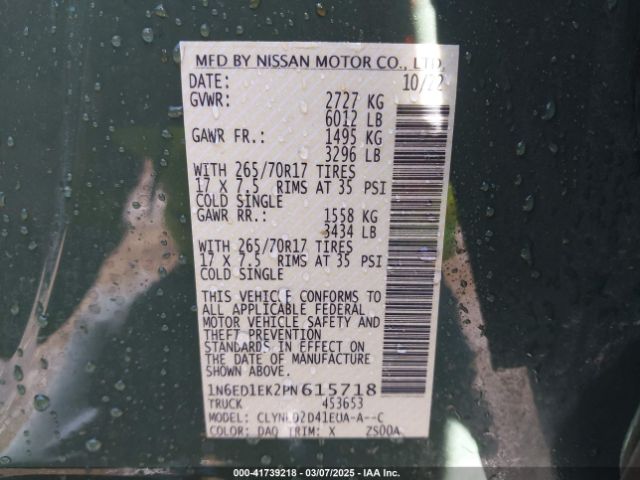 MFD BY NISSAN MOTOR CO., LTD.
DATE: 10/22
GVWR: 2727 KG
6012 LB
GAWR FR.: 1495 KG
3296 LB
WITH 265/70R17 TIRES
17 X 7.5 RIMS AT 35 PSI
COLD SINGLE
GAWR RR.: 1558 KG
3434 LB
WITH 265/70R17 TIRES
17 X 7.5 RIMS AT 35 PSI
COLD SINGLE
THIS VEHICLE CONFORMS TO
ALL APPLICABLE FEDERAL
MOTOR VEHICLE SAFETY AND
THEFT PREVENTION
STANDARDS IN EFFECT ON
THE DATE OF MANUFACTURE
SHOWN ABOVE.
1N6ED1EK2PN615718
TRUCK 453653
MODEL:
COLOR: DAQ TRIM: X ZS00A
000-41739218 - 03/07/2025 - IAA Inc.